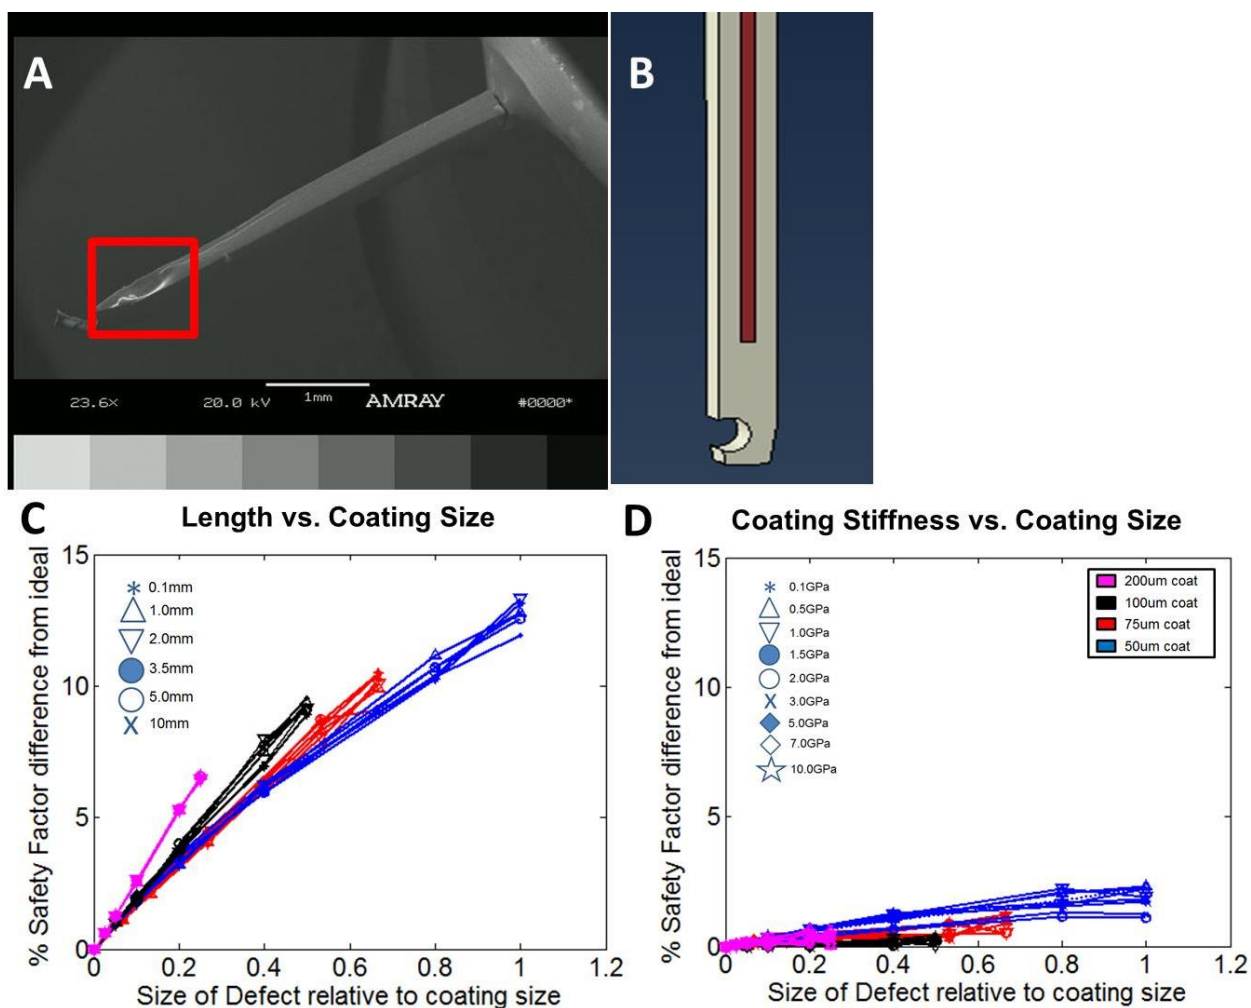 A
B
23.6× 20.0 kV 1mm AMRAY #0000*
C
Length vs. Coating Size
% Safety Factor difference from ideal
15
10
5
0
0.1mm
1.0mm
2.0mm
3.5mm
5.0mm
10mm
0 0.2 0.4 0.6 0.8 1 1.2
Size of Defect relative to coating size
D
Coating Stiffness vs. Coating Size
% Safety Factor difference from ideal
15
10
5
0
0.1GPa
0.5GPa
1.0GPa
1.5GPa
2.0GPa
3.0GPa
5.0GPa
7.0GPa
10.0GPa
200um coat
100um coat
75um coat
50um coat
0 0.2 0.4 0.6 0.8 1 1.2
Size of Defect relative to coating size